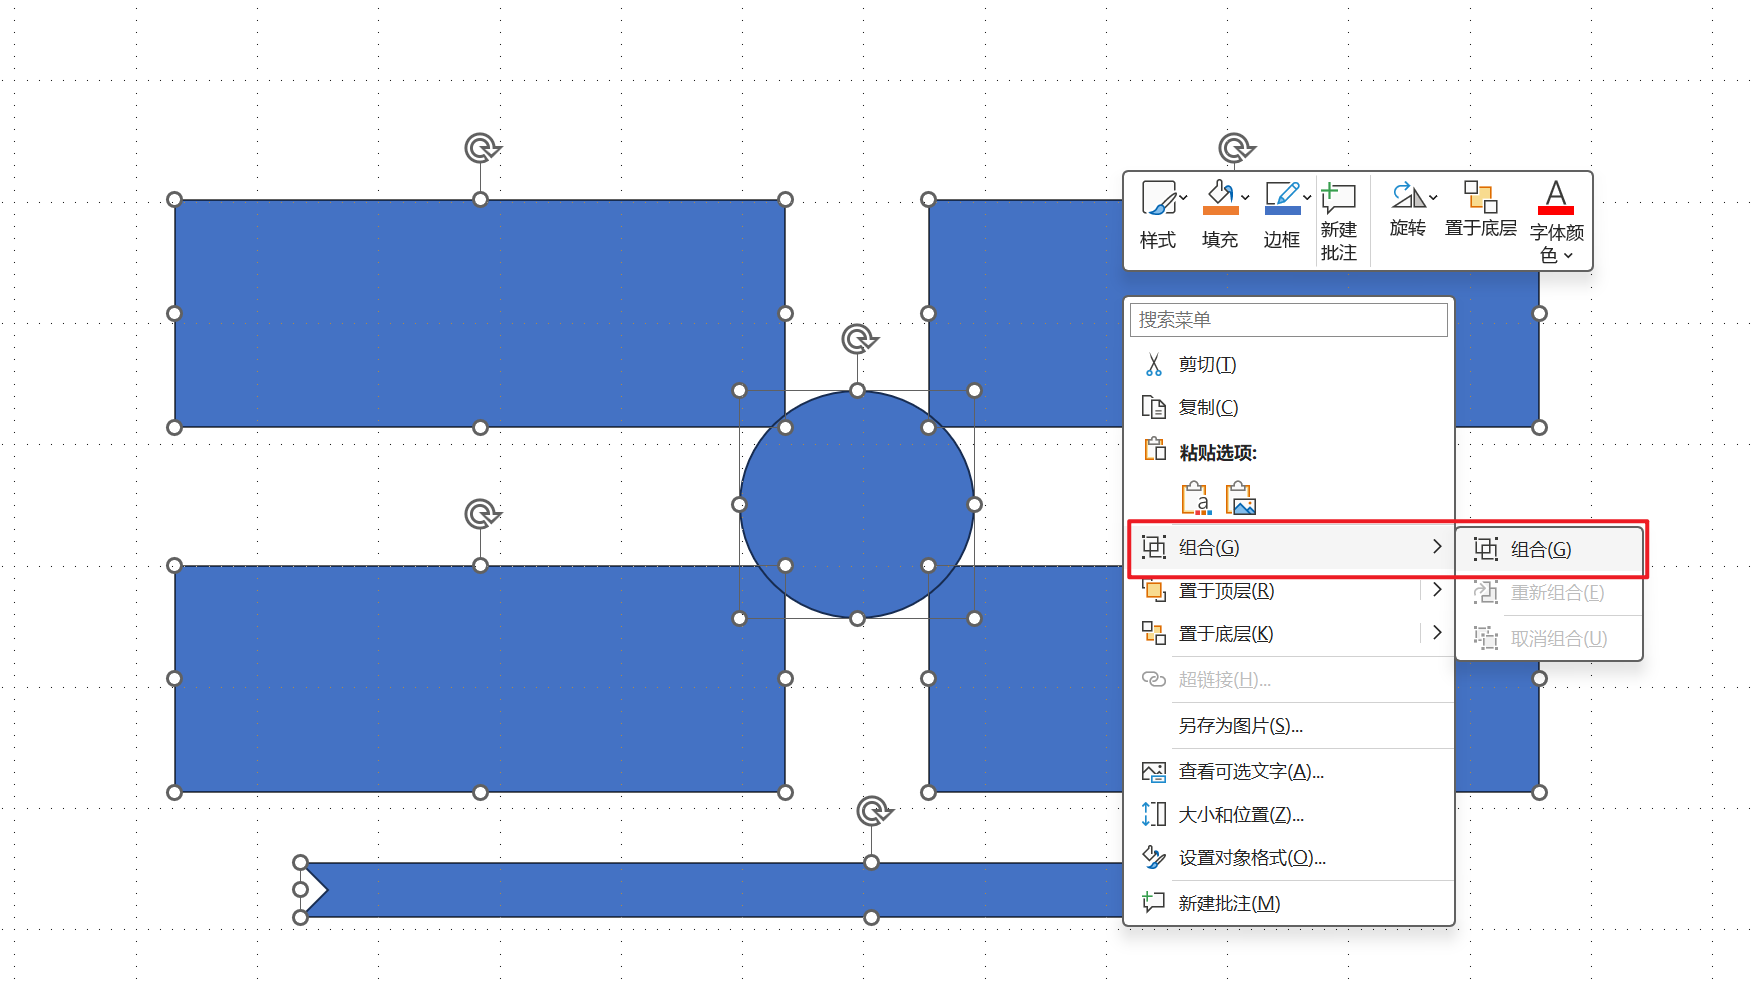 样式
填充
边框
新建
批注
旋转
置于底层
字体颜
色
搜索菜单
剪切(T)
复制(C)
粘贴选项:
组合(G)
置于顶层(R)
置于底层(K)
超链接(H)...
另存为图片(S)...
查看可选文字(A)...
大小和位置(Z)...
设置对象格式(O)...
新建批注(M)
组合(G)
重新组合(E)
取消组合(U)